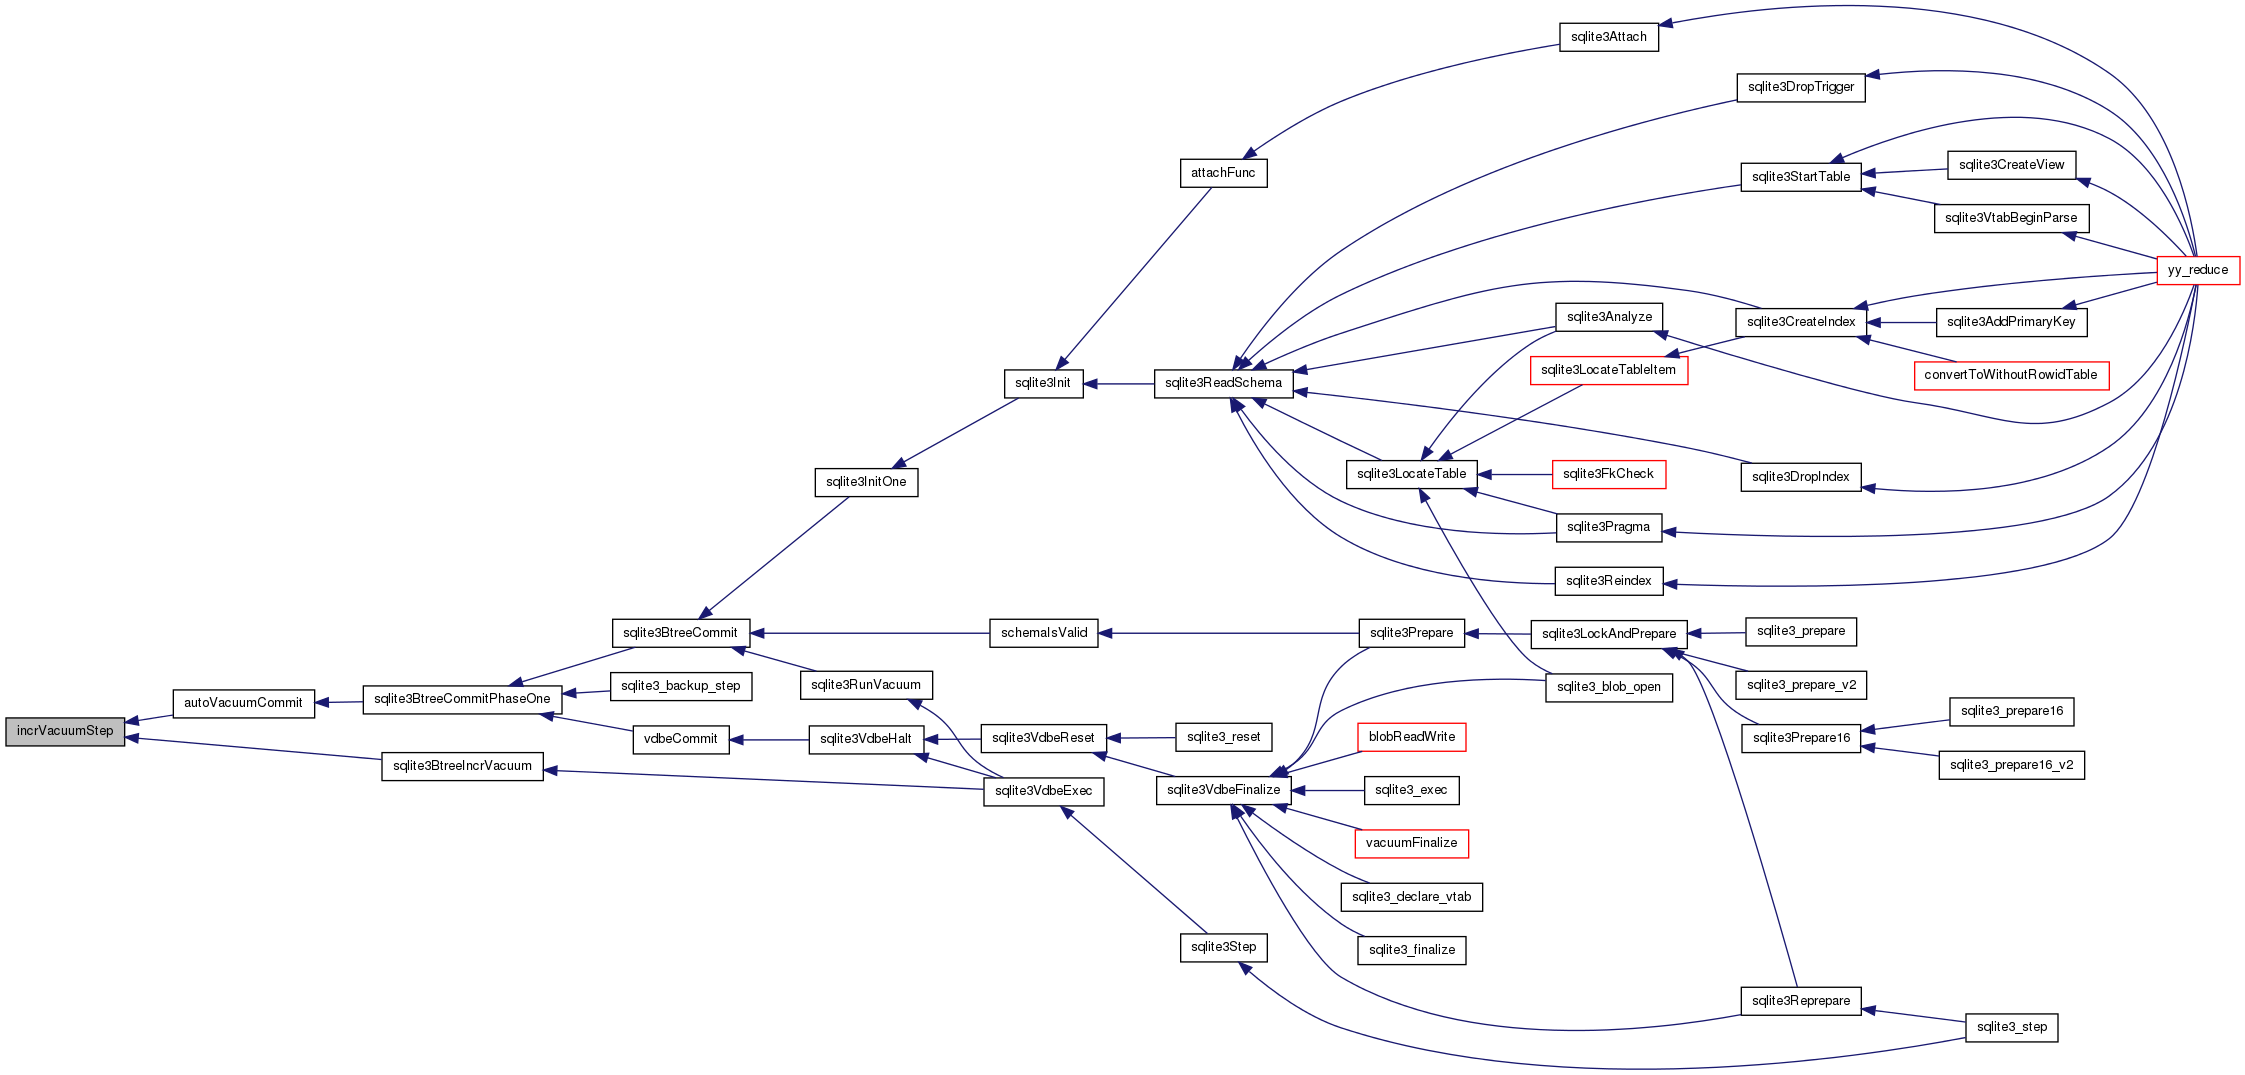 incrVacuumStep
autoVacuumCommit
sqlite3BtreeIncrVacuum
sqlite3BtreeCommitPhaseOne
sqlite3BtreeCommit
sqlite3_backup_step
vdbeCommit
sqlite3InitOne
sqlite3RunVacuum
sqlite3VdbeHalt
sqlite3Init
schemaIsValid
sqlite3VdbeReset
sqlite3VdbeExec
attachFunc
sqlite3ReadSchema
sqlite3_reset
sqlite3VdbeFinalize
sqlite3Step
sqlite3LocateTable
sqlite3Prepare
blobReadWrite
sqlite3_exec
vacuumFinalize
sqlite3_declare_vtab
sqlite3_finalize
sqlite3Attach
sqlite3Analyze
sqlite3LocateTableItem
sqlite3FkCheck
sqlite3Pragma
sqlite3Reindex
sqlite3LockAndPrepare
sqlite3_blob_open
sqlite3DropTrigger
sqlite3StartTable
sqlite3CreateIndex
sqlite3DropIndex
sqlite3_prepare
sqlite3_prepare_v2
sqlite3Prepare16
sqlite3Reprepare
sqlite3CreateView
sqlite3VtabBeginParse
sqlite3AddPrimaryKey
convertToWithoutRowidTable
sqlite3_prepare16
sqlite3_prepare16_v2
sqlite3_step
yy_reduce